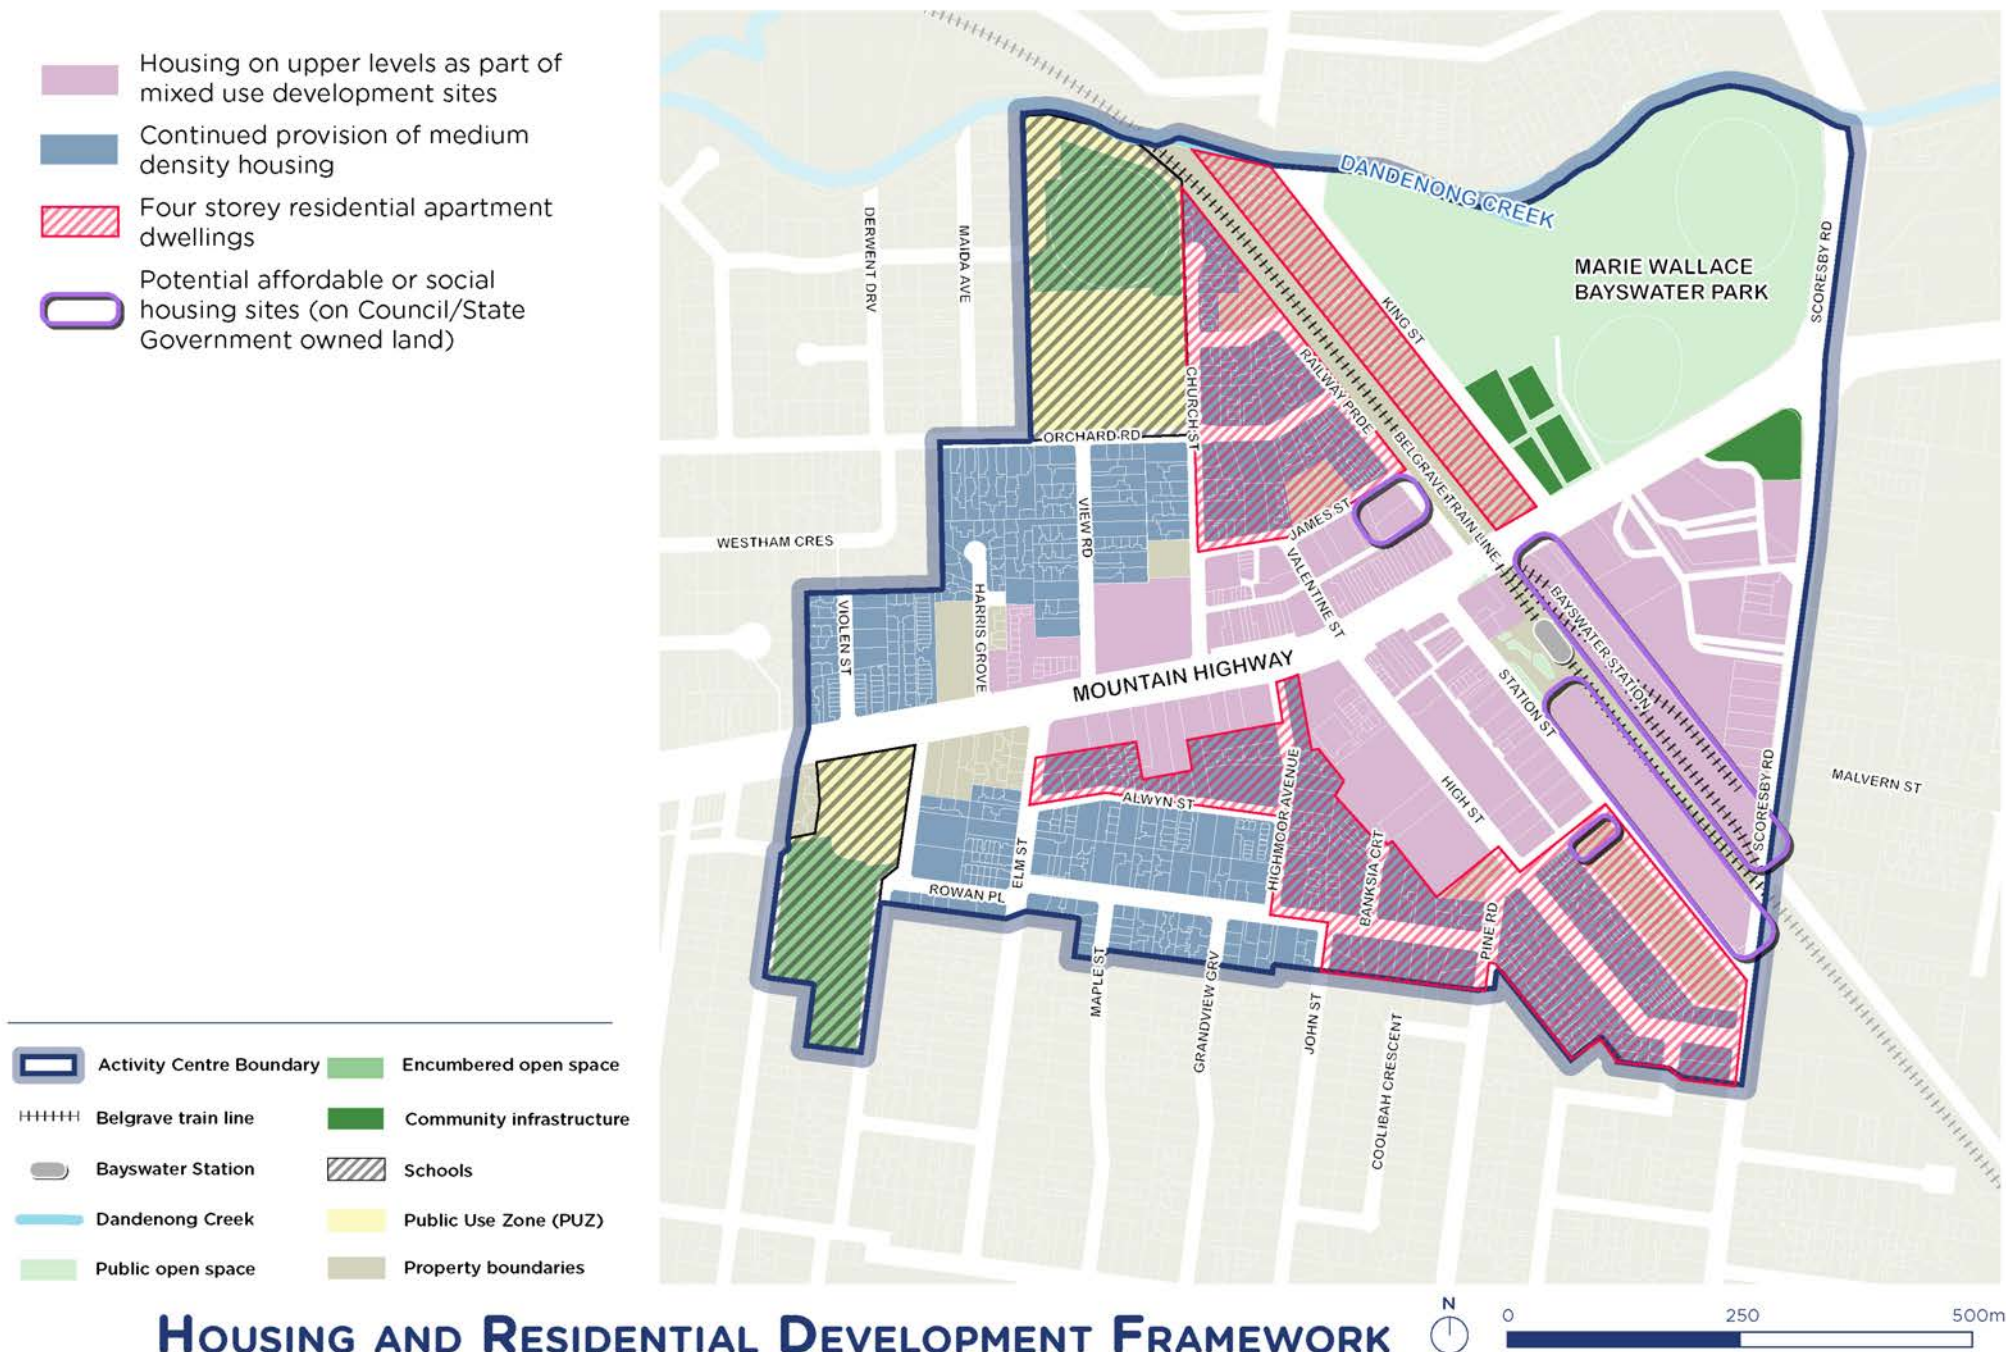 Housing on upper levels as part of
mixed use development sites
Continued provision of medium
density housing
Four storey residential apartment
dwellings
Potential affordable or social
housing sites (on Council/State
Government owned land)
DANDENONG CREEK
MARIE WALLACE
BAYSWATER PARK
SCORESBY RD
DERWENT DRV
MAIDA AVE
KING ST
RAILWAY PRDE
CHURCH ST
BELGRAVE TRAIN LINE
ORCHARD RD
VIEW RD
JAMES ST
WESTHAM CRES
VALENTINE ST
HARRIS GROVE
VIOLEN ST
BAYSWATER STATION
MOUNTAIN HIGHWAY
STATION ST
HIGH ST
SCORESBY RD
MALVERN ST
ALWYN ST
HIGHMOOR AVENUE
BANKSIA CRT
ELM ST
ROWAN PL
PINE RD
MAPLE ST
GRANDVIEW GRV
JOHN ST
COOLIBAH CRESCENT
Activity Centre Boundary
Encumbered open space
Belgrave train line
Community infrastructure
Bayswater Station
Schools
Dandenong Creek
Public Use Zone (PUZ)
Public open space
Property boundaries
HOUSING AND RESIDENTIAL DEVELOPMENT FRAMEWORK
N
0 250 500m